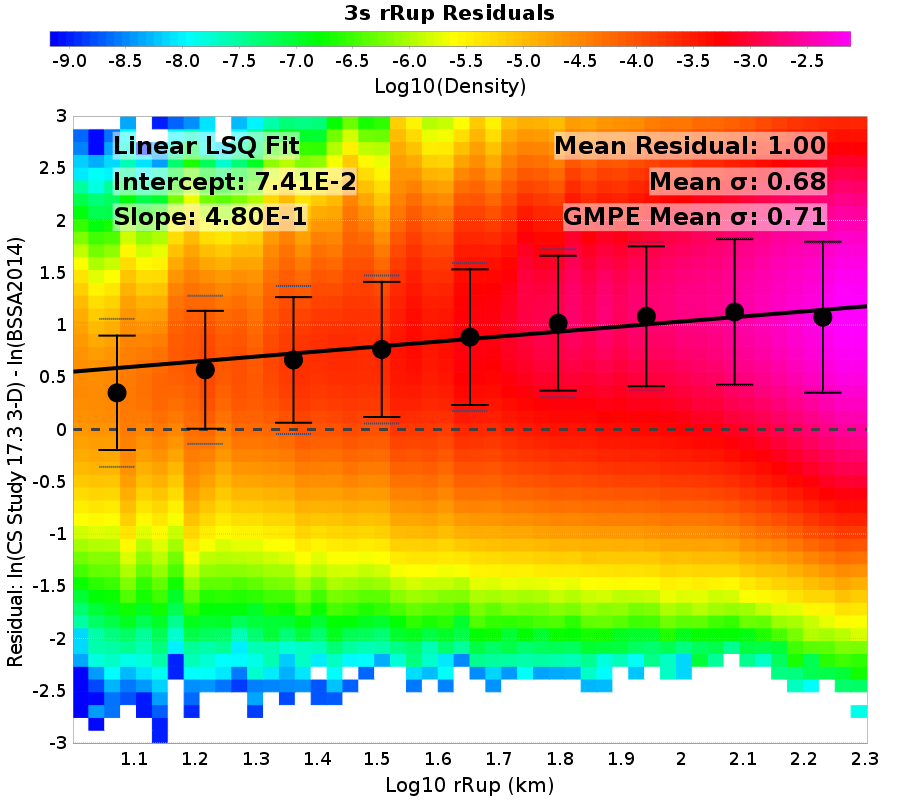 3s rRup Residuals
-9.0 -8.5 -8.0 -7.5 -7.0 -6.5 -6.0 -5.5 -5.0 -4.5 -4.0 -3.5 -3.0 -2.5
Log10(Density)
Linear LSQ Fit
Intercept: 7.41E-2
Slope: 4.80E-1
Mean Residual: 1.00
Mean σ: 0.68
GMPE Mean σ: 0.71
Residual: ln(CS Study 17.3 3-D) - ln(BSSA2014)
3
2.5
2
1.5
1
0.5
0
-0.5
-1
-1.5
-2
-2.5
-3
1.1 1.2 1.3 1.4 1.5 1.6 1.7 1.8 1.9 2 2.1 2.2 2.3
Log10 rRup (km)